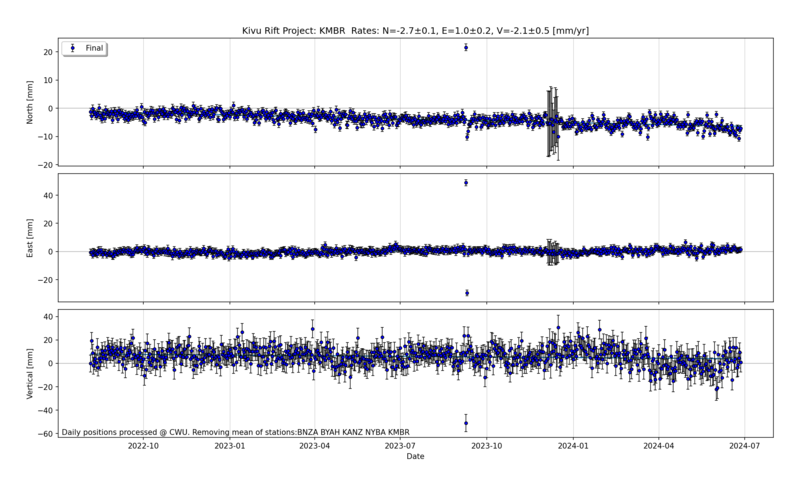 Kivu Rift Project: KMBR  Rates: N=-2.7±0.1, E=1.0±0.2, V=-2.1±0.5 [mm/yr]
Final
North [mm]
20
10
0
−10
−20
East [mm]
40
20
0
−20
Vertical [mm]
40
20
0
−20
−40
−60
Daily positions processed @ CWU. Removing mean of stations:BNZA BYAH KANZ NYBA KMBR
2022-10 2023-01 2023-04 2023-07 2023-10 2024-01 2024-04 2024-07
Date